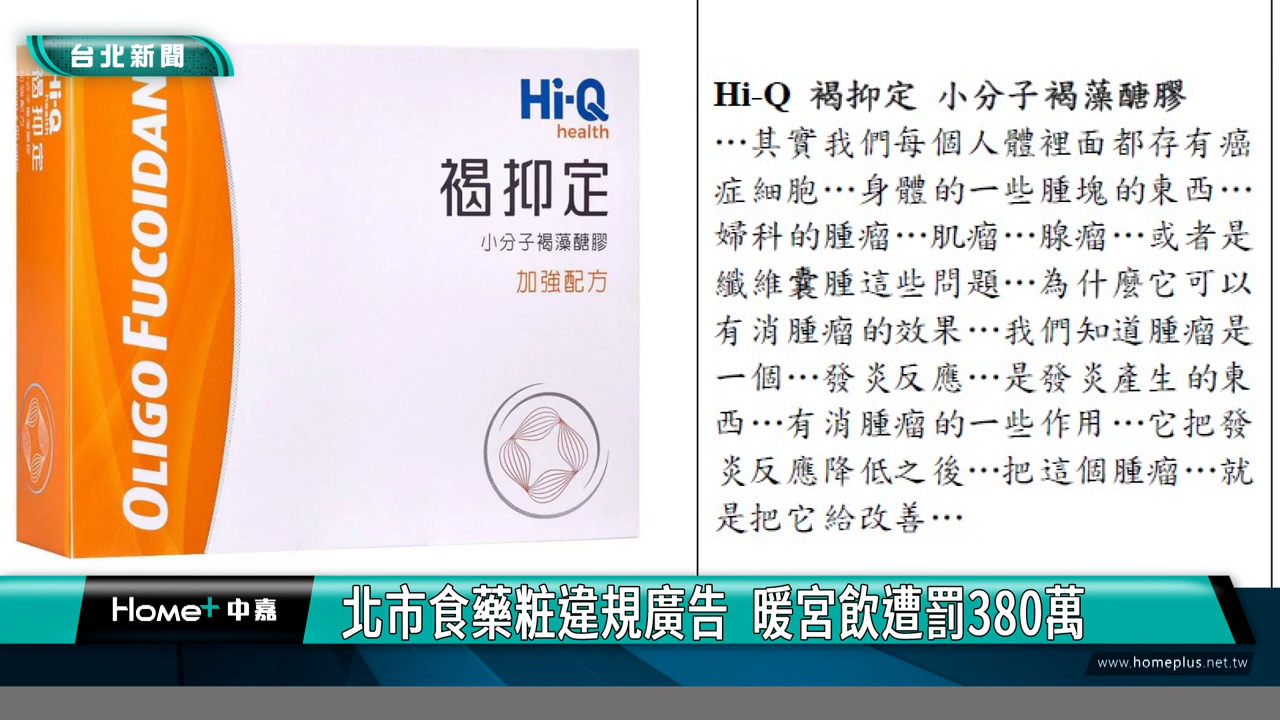 台北新聞
Hi-Q
health
褐抑定
OLIGO FUCOIDAN
Hi-Q
health
褐抑定
小分子褐藻醣膠
加強配方
Hi-Q 褐抑定 小分子褐藻醣膠
…其實我們每個人體裡面都存有癌
症細胞…身體的一些腫塊的東西…
婦科的腫瘤…肌瘤…腺瘤…或者是
纖維囊腫這些問題…為什麼它可以
有消腫瘤的效果…我們知道腫瘤是
一個…發炎反應…是發炎產生的東
西…有消腫瘤的一些作用…它把發
炎反應降低之後…把這個腫瘤…就
是把它給改善…
Home+中嘉
北市食藥粧違規廣告 暖宮飲遭罰380萬
www.homeplus.net.tw